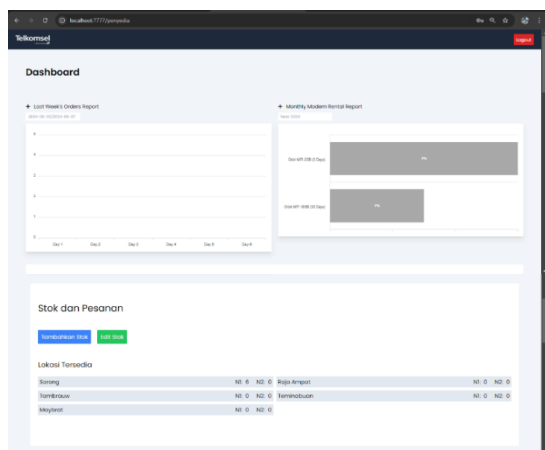 localhost:7777/penyedia
Telkomsel
Logout
Dashboard
+ Last Week's Orders Report
+ Monthly Modem Rental Report
Day 1 Day 2 Day 3 Day 4 Day 5 Day 6
Stok dan Pesanan
Tambahkan Stok Edit Stok
Lokasi Tersedia
Sorong N1: 6 N2: 0 Raja Ampat N1: 0 N2: 0
Tambrauw N1: 0 N2: 0 Teminabuan N1: 0 N2: 0
Maybrat N1: 0 N2: 0